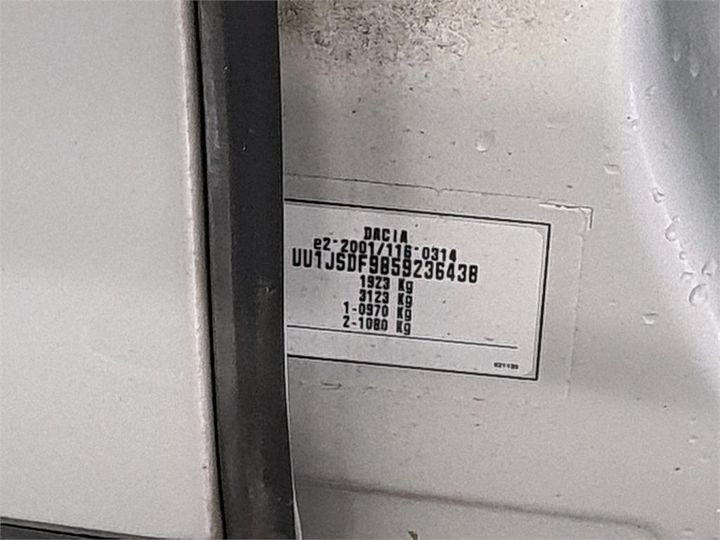 DACIA
e2-2001/116-0314
UU1JSDF9859236438
1923 Kg
3123 Kg
1-0970 Kg
2-1080 Kg